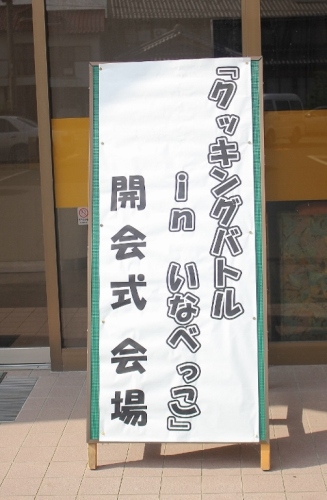 『クッキングバトル
in いなべっこ』
開会式 会場